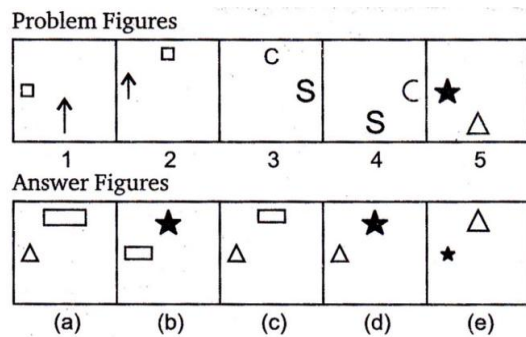 Problem Figures
C
S
S
1 2 3 4 5
Answer Figures
(a) (b) (c) (d) (e)